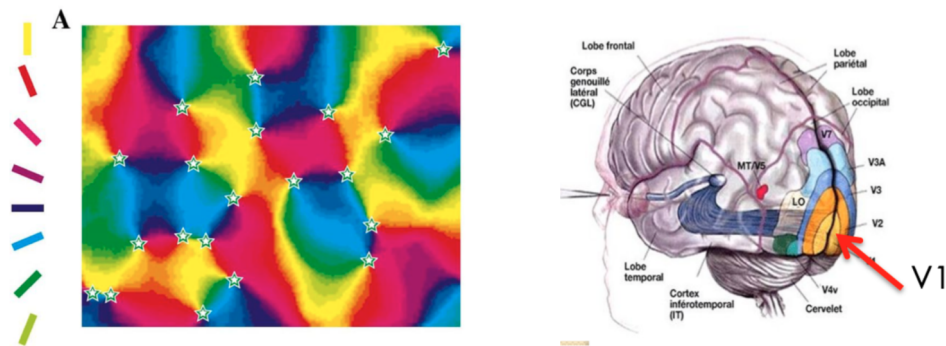 A
Lobe frontal
Corps
genouillé
latéral
(CGL)
Lobe
pariétal
Lobe
occipital
V7
V3A
MT/V5
V3
LO
V2
V1
Lobe
temporal
Cortex
inférotemporal
(IT)
V4v
Cervelet